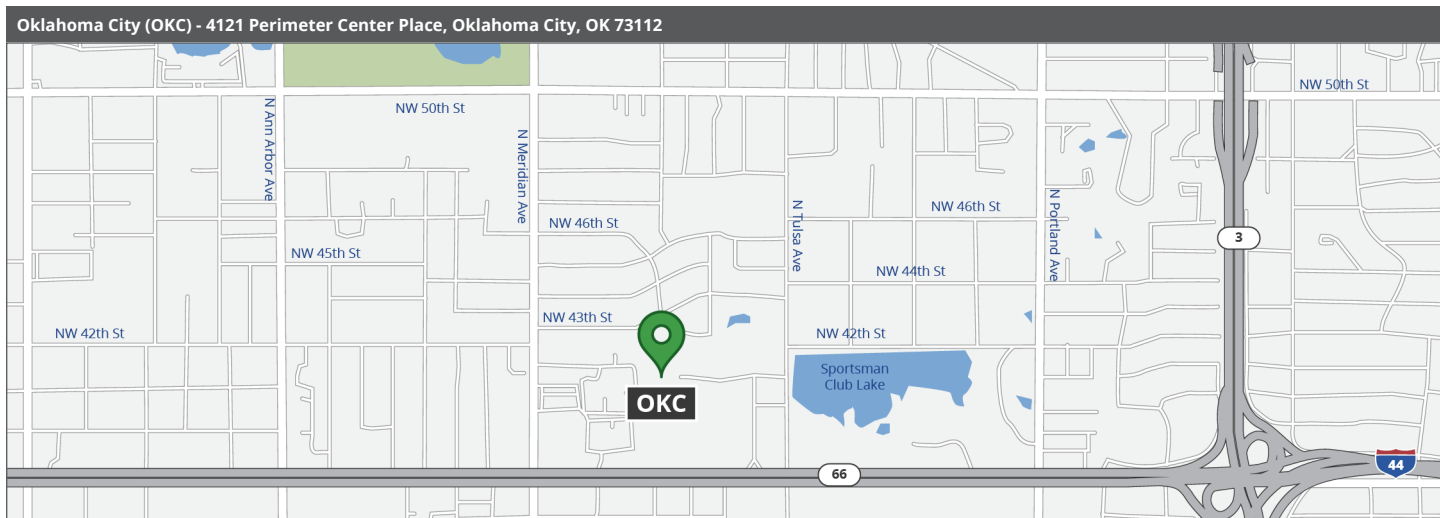 Oklahoma City (OKC) - 4121 Perimeter Center Place, Oklahoma City, OK 73112
NW 50th St
NW 50th St
N Ann Arbor Ave
N Meridian Ave
N Tulsa Ave
N Portland Ave
NW 46th St
NW 46th St
3
NW 45th St
NW 44th St
NW 43th St
NW 42th St
NW 42th St
Sportsman
Club Lake
OKC
66
44